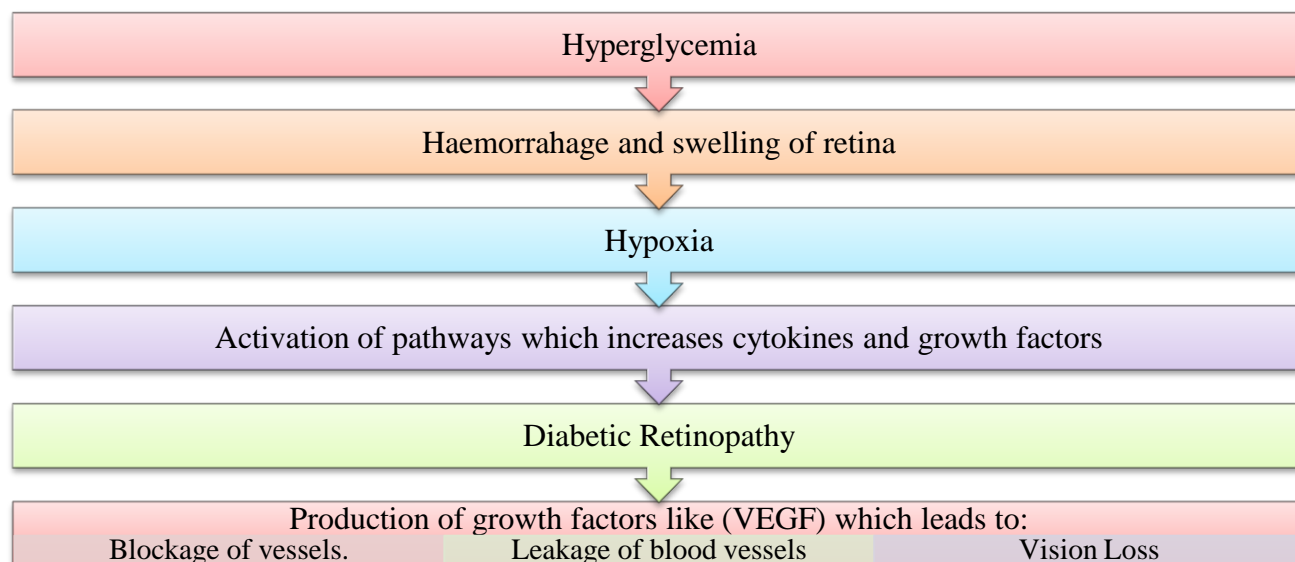 Hyperglycemia
Haemorrahage and swelling of retina
Hypoxia
Activation of pathways which increases cytokines and growth factors
Diabetic Retinopathy
Production of growth factors like (VEGF) which leads to:
Blockage of vessels.
Leakage of blood vessels
Vision Loss